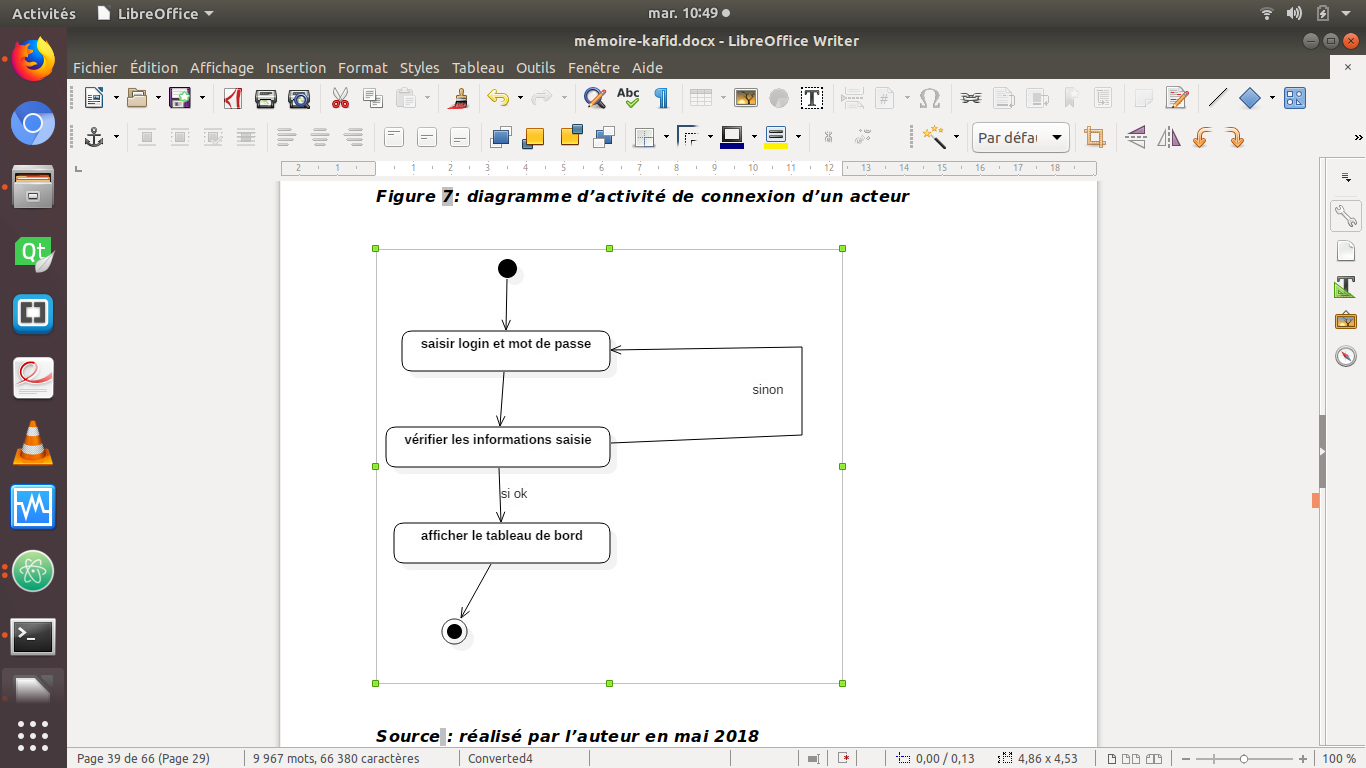 Activités LibreOffice mar. 10:49
mémoire-kafid.docx - LibreOffice Writer
Fichier Édition Affichage Insertion Format Styles Tableau Outils Fenêtre Aide
Abc
T
Par défau
2 1 1 2 3 4 5 6 7 8 9 10 11 12 13 14 15 16 17 18
Figure 7: diagramme d’activité de connexion d’un acteur
saisir login et mot de passe
sinon
vérifier les informations saisie
si ok
afficher le tableau de bord
Source : réalisé par l’auteur en mai 2018
Qt
Page 39 de 66 (Page 29) 9 967 mots, 66 380 caractères Converted4 0,00 / 0,13 4,86 x 4,53 100 %